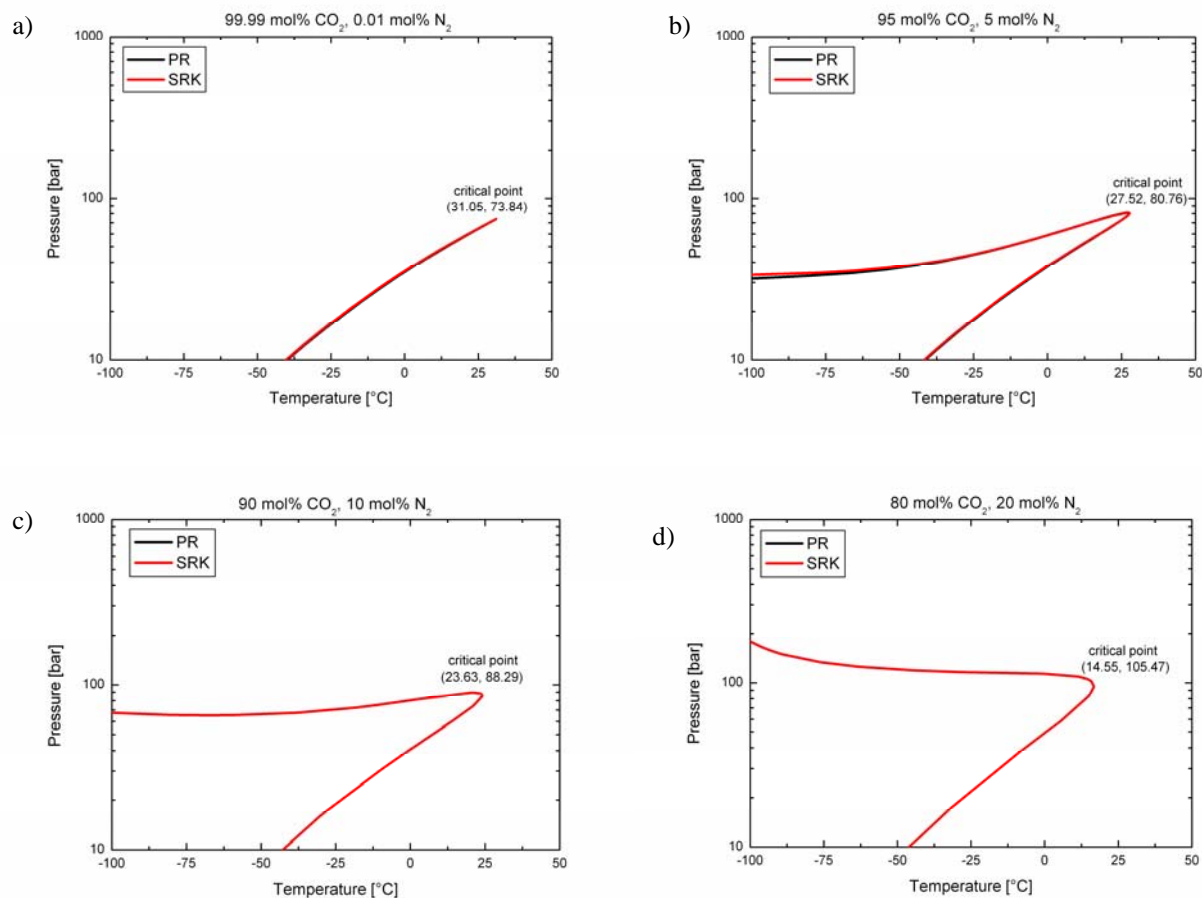 a)
99.99 mol% CO₂, 0.01 mol% N₂
PR
SRK
critical point
(31.05, 73.84)
1000
100
10
Pressure [bar]
-100 -75 -50 -25 0 25 50
Temperature [°C]
b)
95 mol% CO₂, 5 mol% N₂
PR
SRK
critical point
(27.52, 80.76)
1000
100
10
Pressure [bar]
-100 -75 -50 -25 0 25 50
Temperature [°C]
c)
90 mol% CO₂, 10 mol% N₂
PR
SRK
critical point
(23.63, 88.29)
1000
100
10
Pressure [bar]
-100 -75 -50 -25 0 25 50
Temperature [°C]
d)
80 mol% CO₂, 20 mol% N₂
PR
SRK
critical point
(14.55, 105.47)
1000
100
10
Pressure [bar]
-100 -75 -50 -25 0 25 50
Temperature [°C]